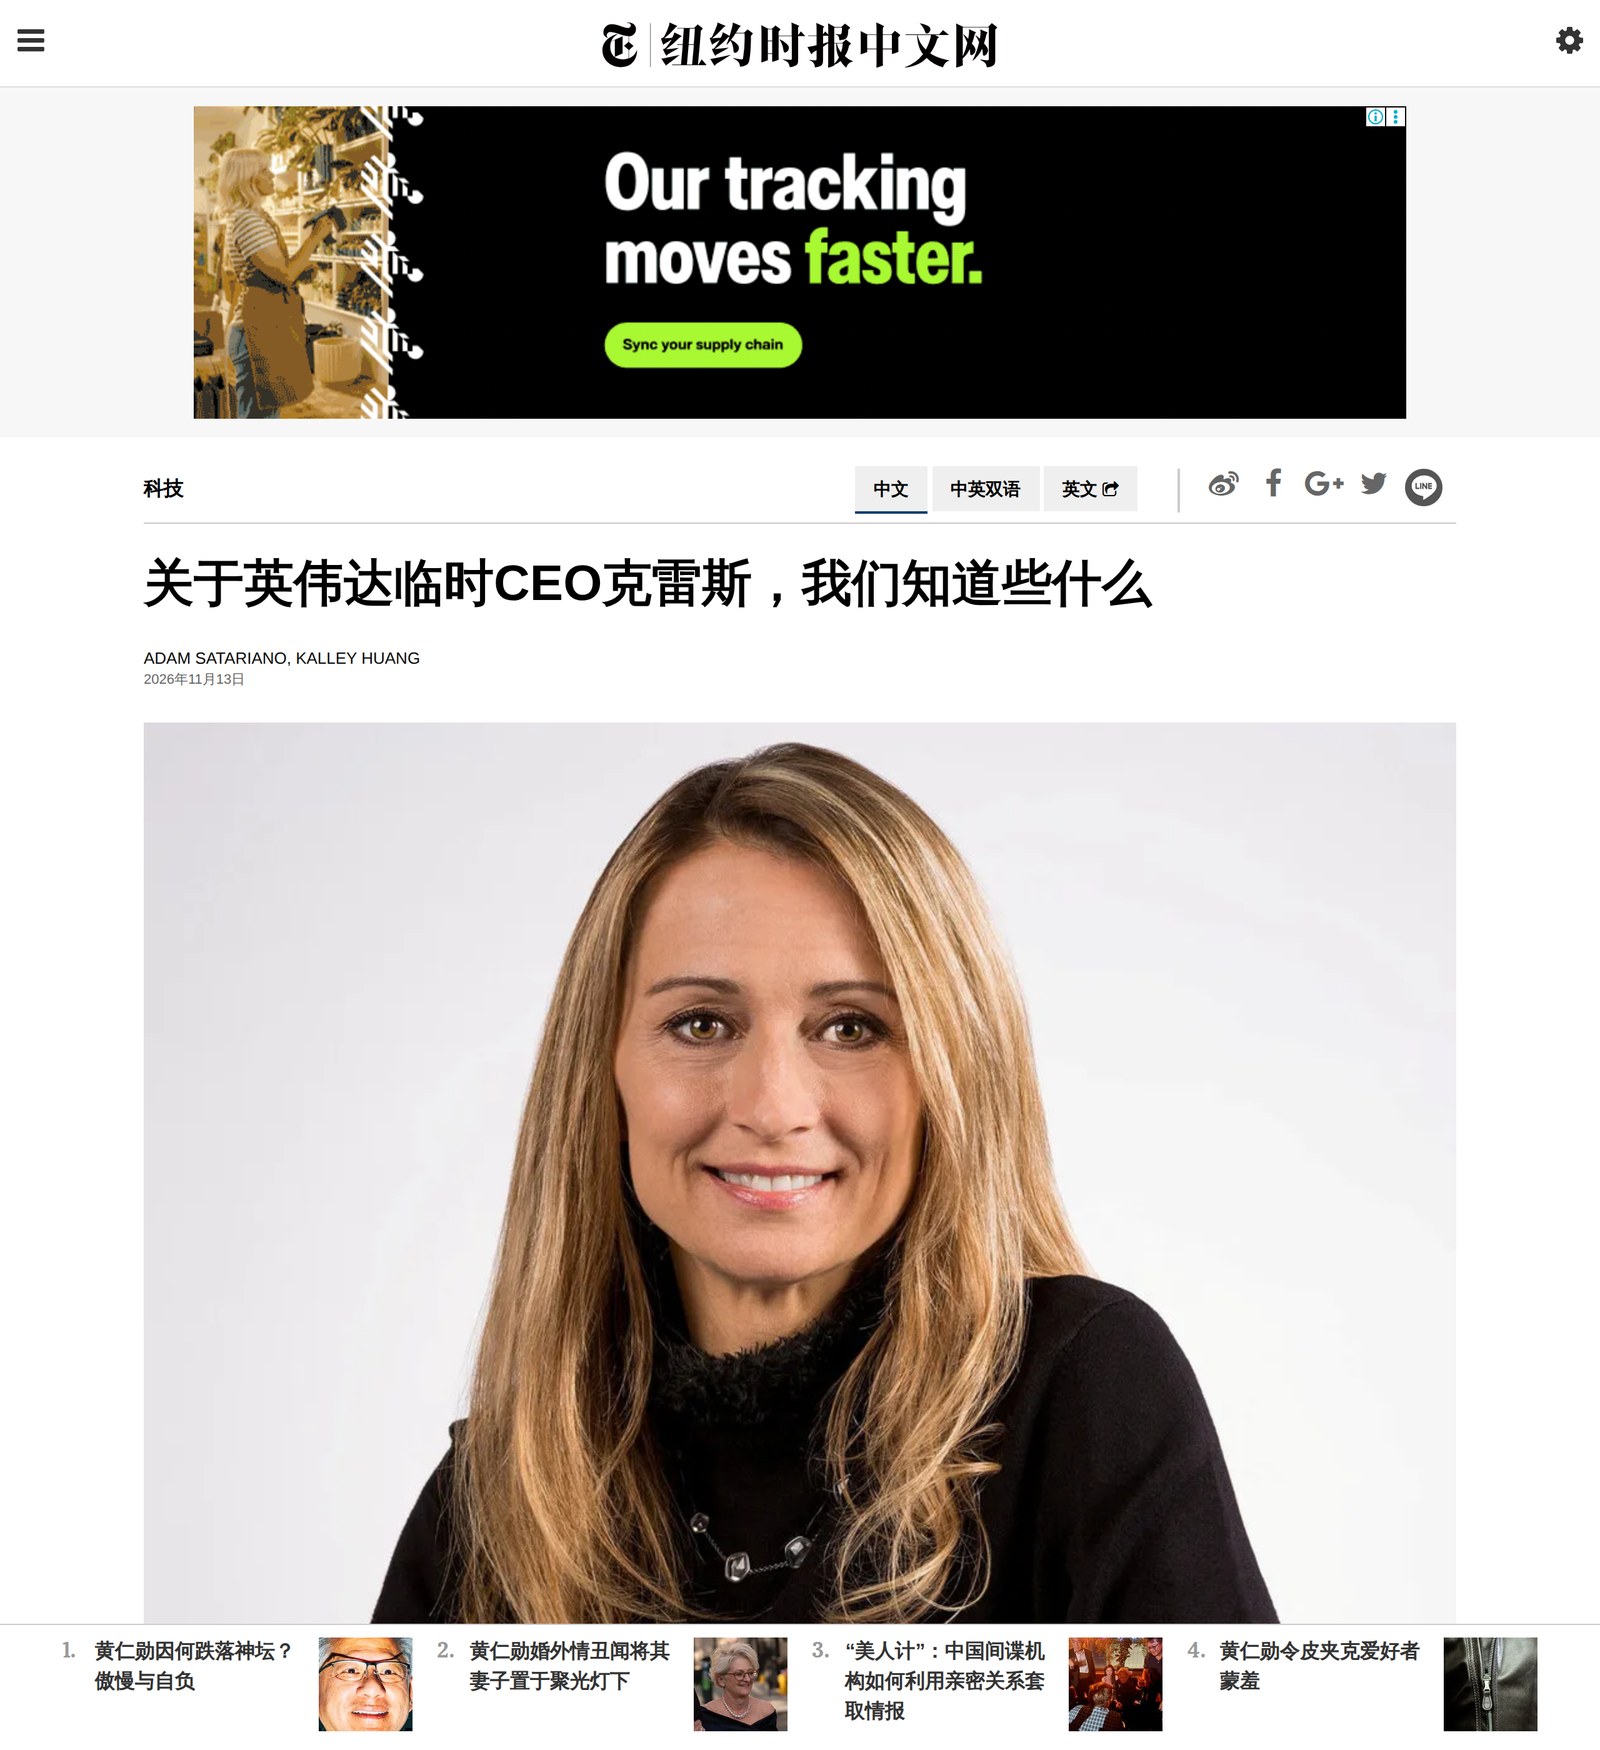 纽约时报中文网
Our tracking
moves faster.
Sync your supply chain
科技
中文
中英双语
英文
G+
LINE
关于英伟达临时CEO克雷斯，我们知道些什么
ADAM SATARIANO, KALLEY HUANG
2026年11月13日
1. 黄仁勋因何跌落神坛？
傲慢与自负
2. 黄仁勋婚外情丑闻将其
妻子置于聚光灯下
3. “美人计”：中国间谍机
构如何利用亲密关系套
取情报
4. 黄仁勋令皮夹克爱好者
蒙羞